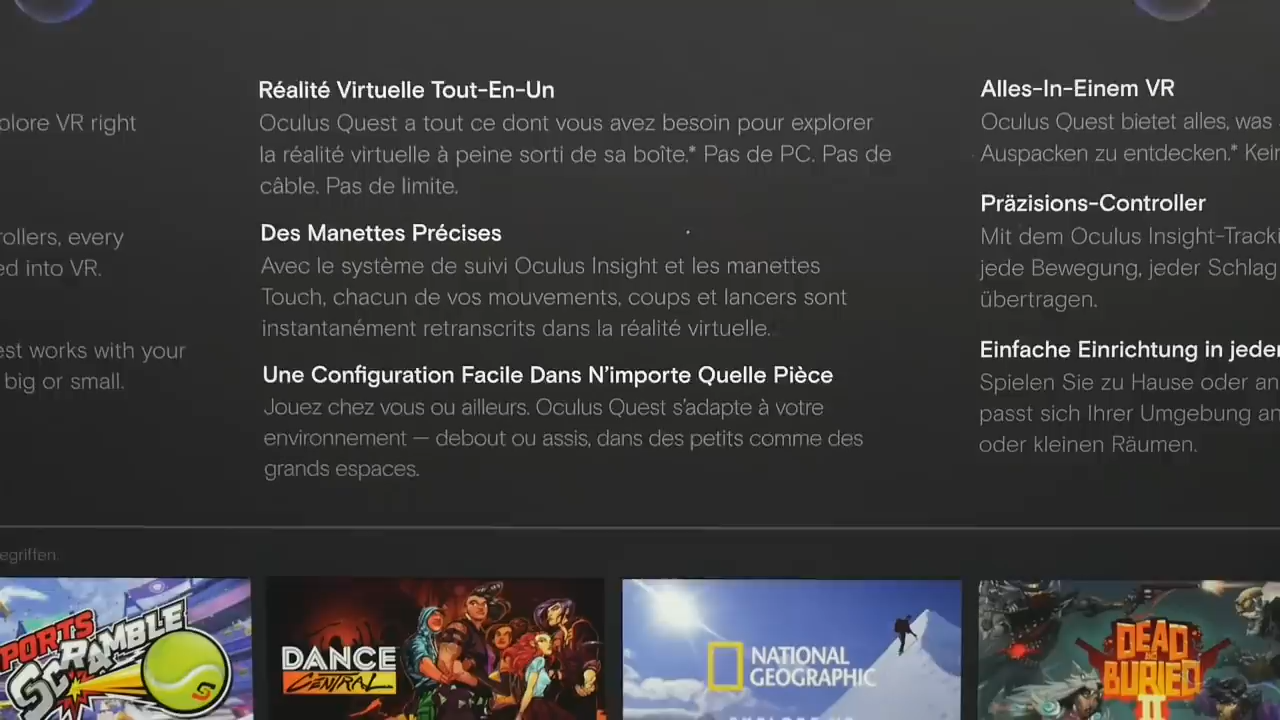 plore VR right
rollers, every
ed into VR.
est works with your
big or small.
Réalité Virtuelle Tout-En-Un
Oculus Quest a tout ce dont vous avez besoin pour explorer
la réalité virtuelle à peine sorti de sa boîte.* Pas de PC. Pas de
câble. Pas de limite.
Des Manettes Précises
Avec le système de suivi Oculus Insight et les manettes
Touch, chacun de vos mouvements, coups et lancers sont
instantanément retranscrits dans la réalité virtuelle.
Une Configuration Facile Dans N'importe Quelle Pièce
Jouez chez vous ou ailleurs. Oculus Quest s'adapte à votre
environnement — debout ou assis, dans des petits comme des
grands espaces.
Alles-In-Einem VR
Oculus Quest bietet alles, was
Auspacken zu entdecken.* Kein
Präzisions-Controller
Mit dem Oculus Insight-Tracki
jede Bewegung, jeder Schlag
übertragen.
Einfache Einrichtung in jeder
Spielen Sie zu Hause oder an
passt sich Ihrer Umgebung an
oder kleinen Räumen.
egriffen.
PORTS
SCRAMBLE
S
DANCE
CENTRAL
NATIONAL
GEOGRAPHIC
DEAD
AND
BURIED
II